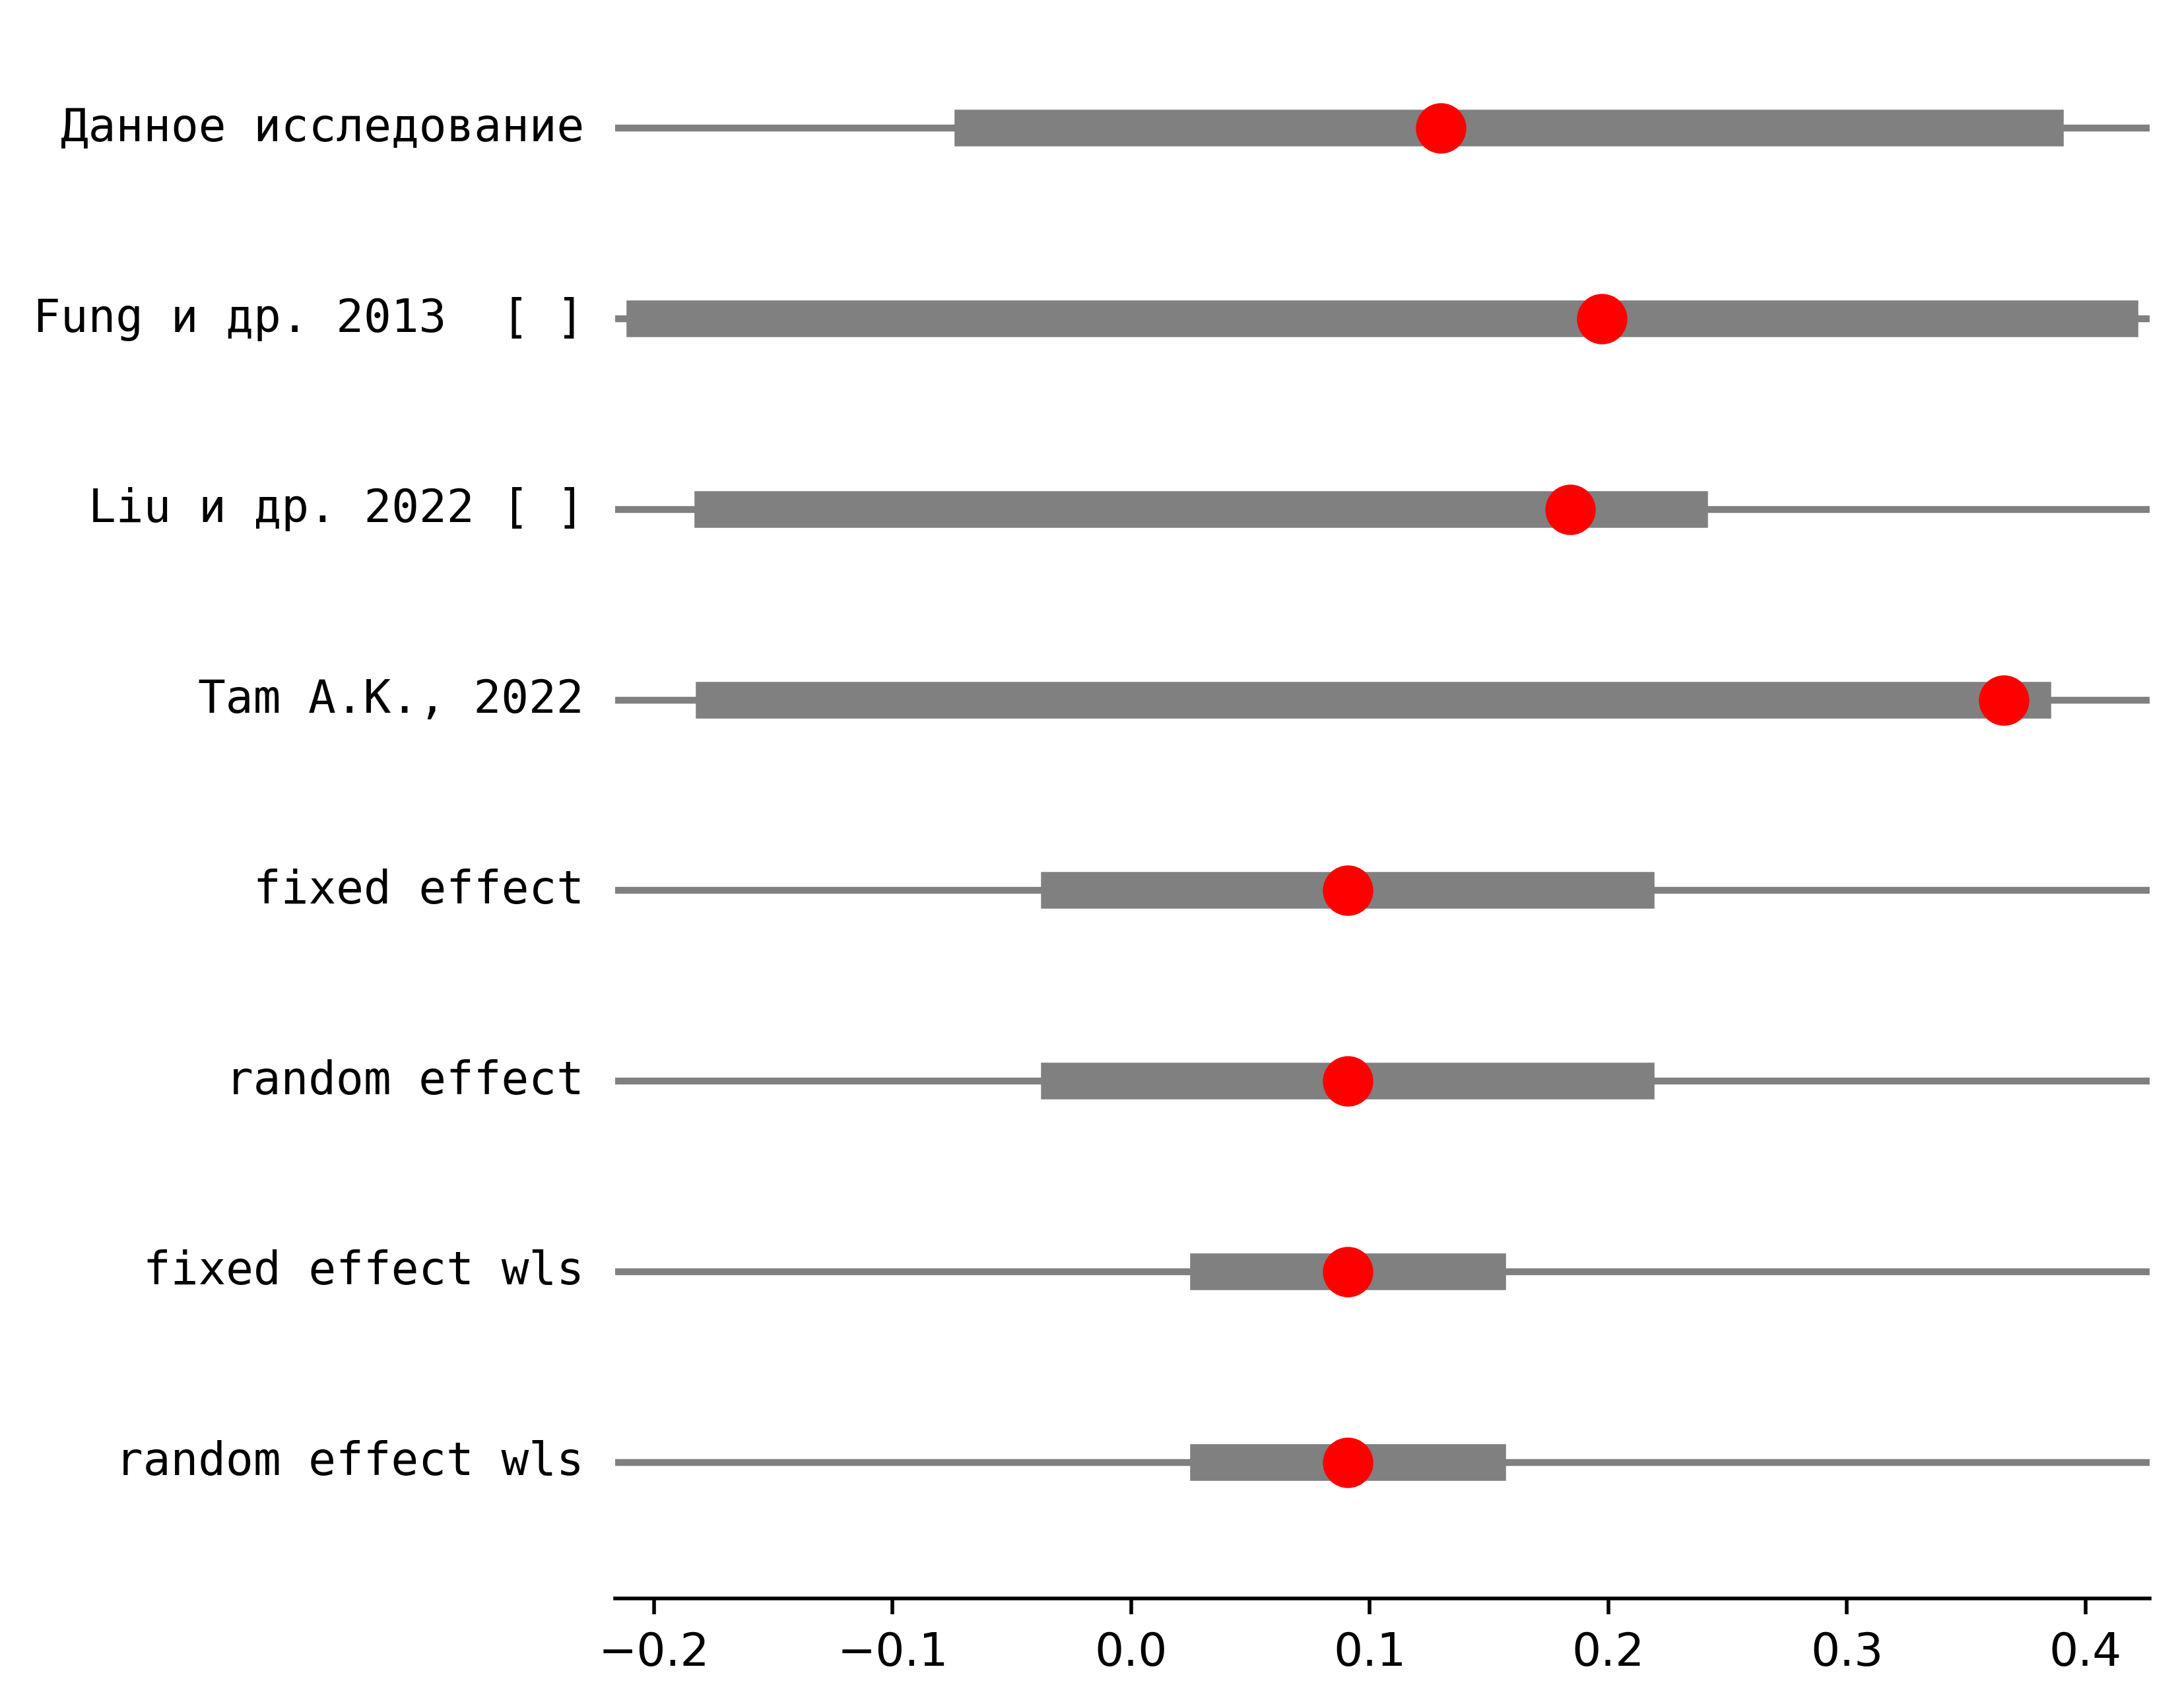 Данное исследование
Fung и др. 2013  [ ]
Liu и др. 2022 [ ]
Tam A.K., 2022
fixed effect
random effect
fixed effect wls
random effect wls
−0.2 −0.1 0.0 0.1 0.2 0.3 0.4